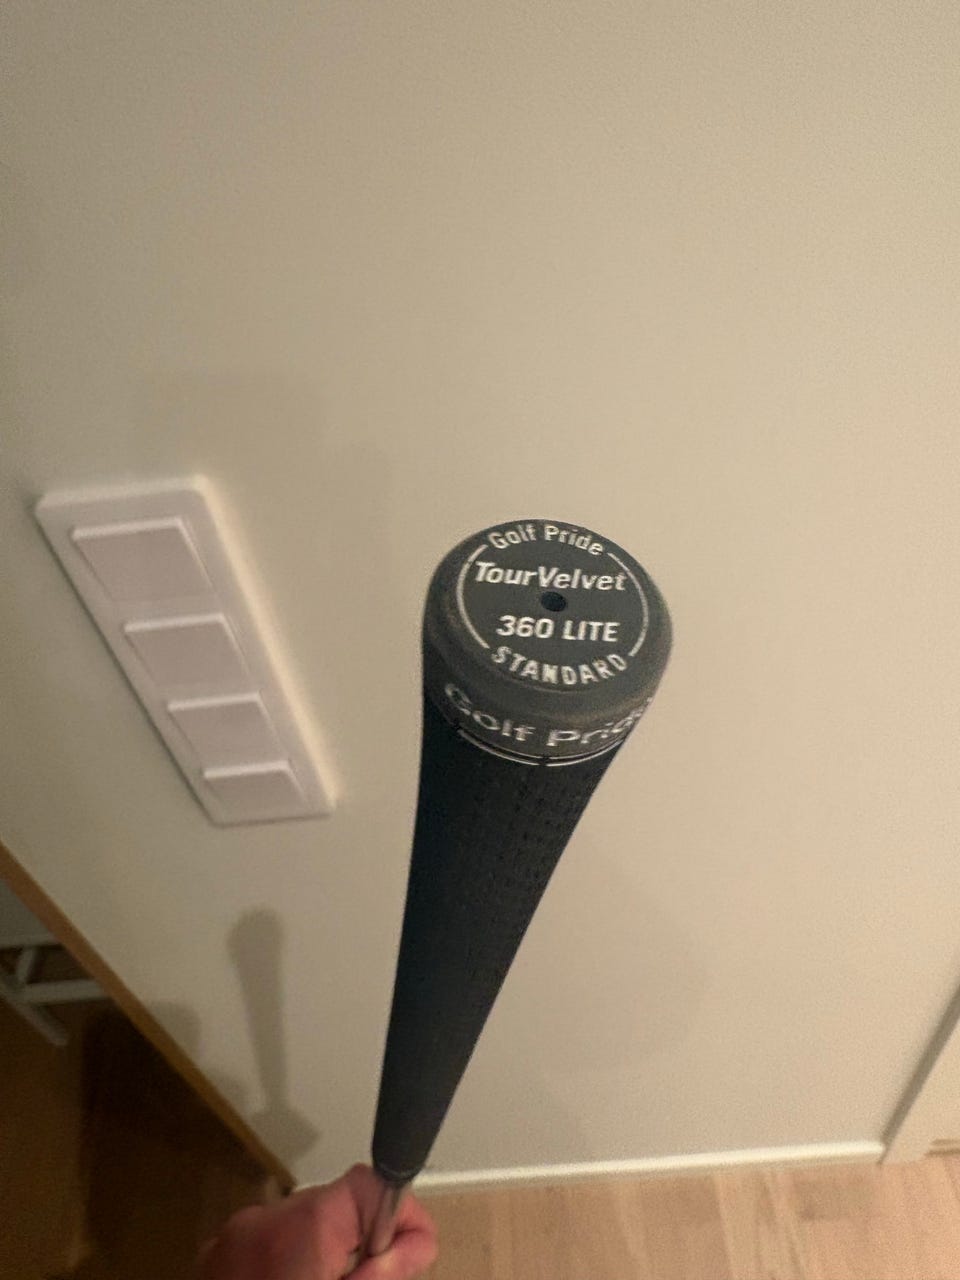 Golf Pride
TourVelvet
360 LITE
STANDARD
Golf Pride